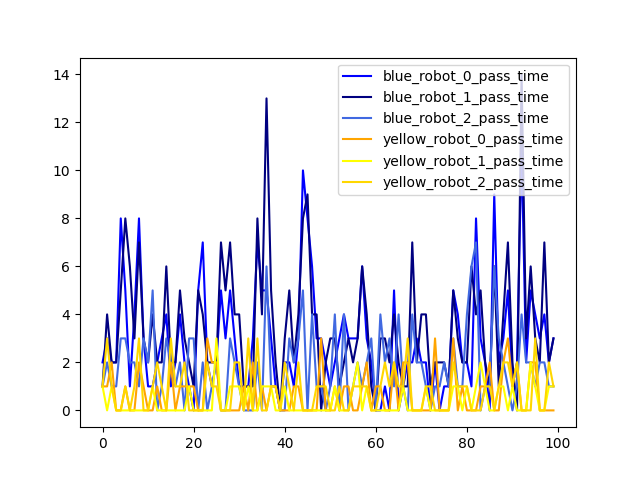 14
12
10
8
6
4
2
0
0
20
40
60
80
100
blue_robot_0_pass_time
blue_robot_1_pass_time
blue_robot_2_pass_time
yellow_robot_0_pass_time
yellow_robot_1_pass_time
yellow_robot_2_pass_time